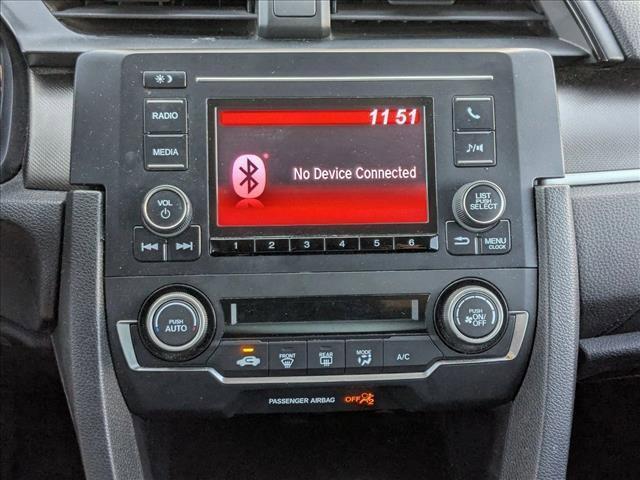 RADIO
MEDIA
11 51
No Device Connected
VOL
LIST
PUSH
SELECT
1 2 3 4 5 6
MENU
CLOCK
PUSH
AUTO
PUSH
ON/
OFF
FRONT
REAR
MODE
A/C
PASSENGER AIRBAG
OFF